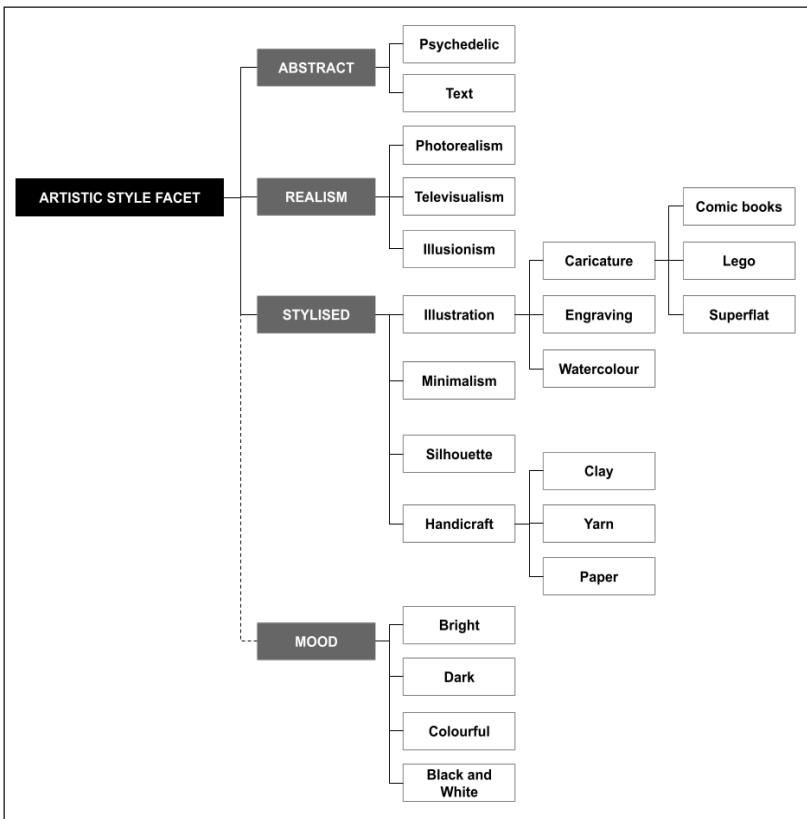 ARTISTIC STYLE FACET
ABSTRACT
Psychedelic
Text
REALISM
Photorealism
Televisualism
Illusionism
STYLISED
Illustration
Caricature
Comic books
Lego
Superflat
Engraving
Watercolour
Minimalism
Silhouette
Handicraft
Clay
Yarn
Paper
MOOD
Bright
Dark
Colourful
Black and
White